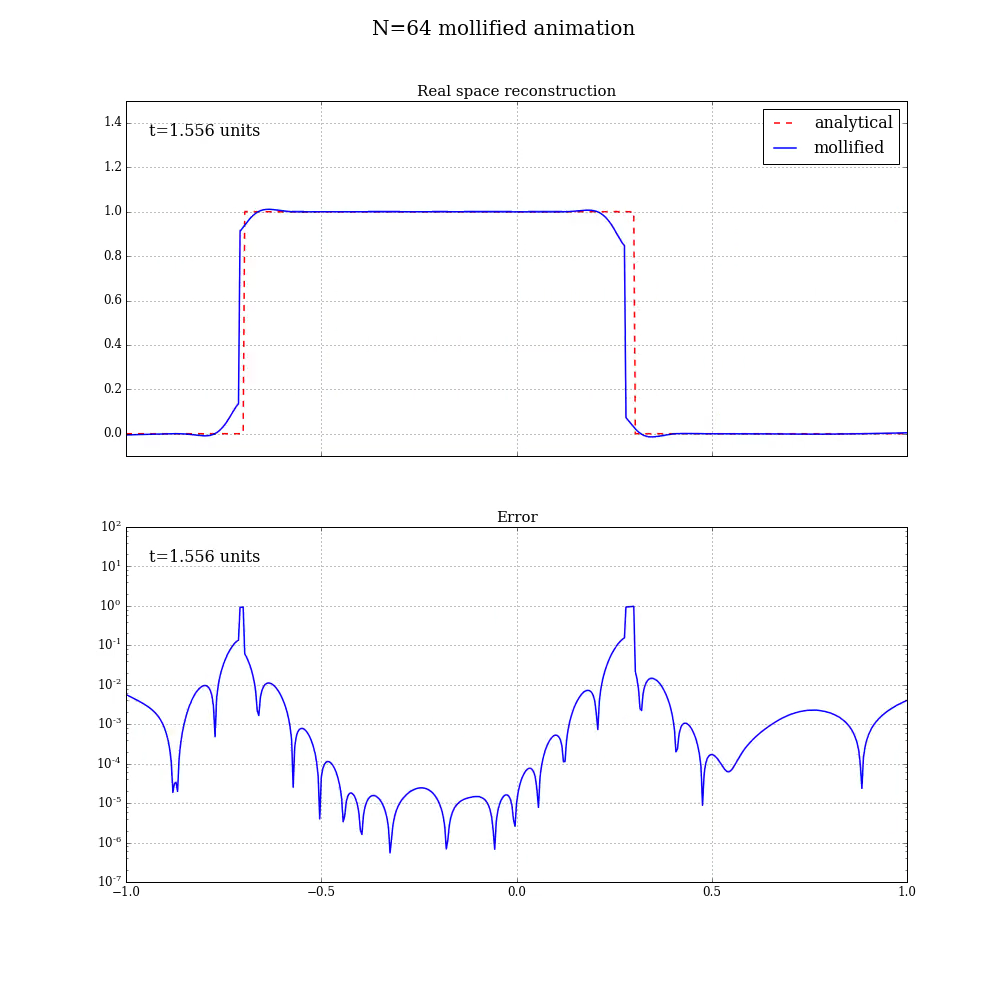 N=64 mollified animation
Real space reconstruction
t=1.556 units
analytical
mollified
1.4
1.2
1.0
0.8
0.6
0.4
0.2
0.0
Error
t=1.556 units
10²
10¹
10⁰
10⁻¹
10⁻²
10⁻³
10⁻⁴
10⁻⁵
10⁻⁶
10⁻⁷
−1.0 −0.5 0.0 0.5 1.0